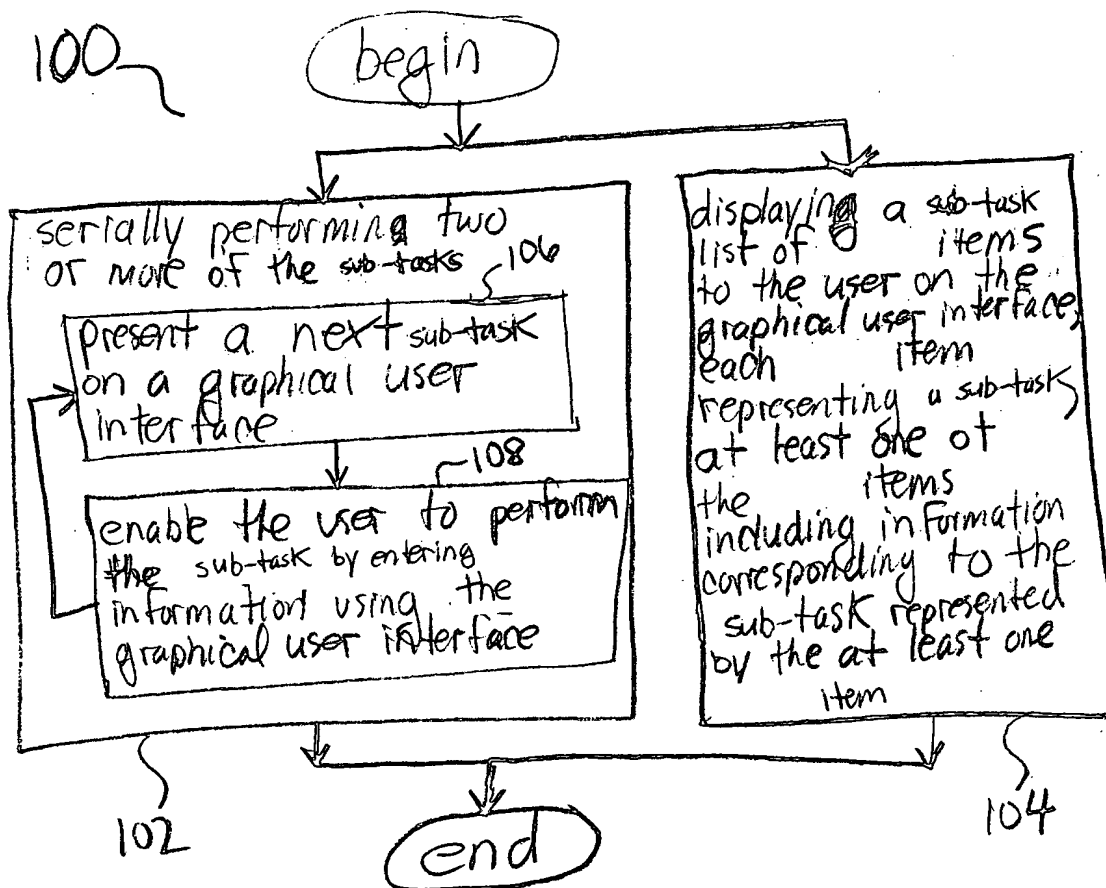 100
begin
serially performing two
or more of the sub-tasks
106
present a next sub-task
on a graphical user
interface
108
enable the user to perform
the sub-task by entering
information using the
graphical user interface
102
displaying a sub-task
list of items
to the user on the
graphical user interface,
each item
representing a sub-task,
at least one of
the items
including information
corresponding to the
sub-task represented
by the at least one
item
104
end